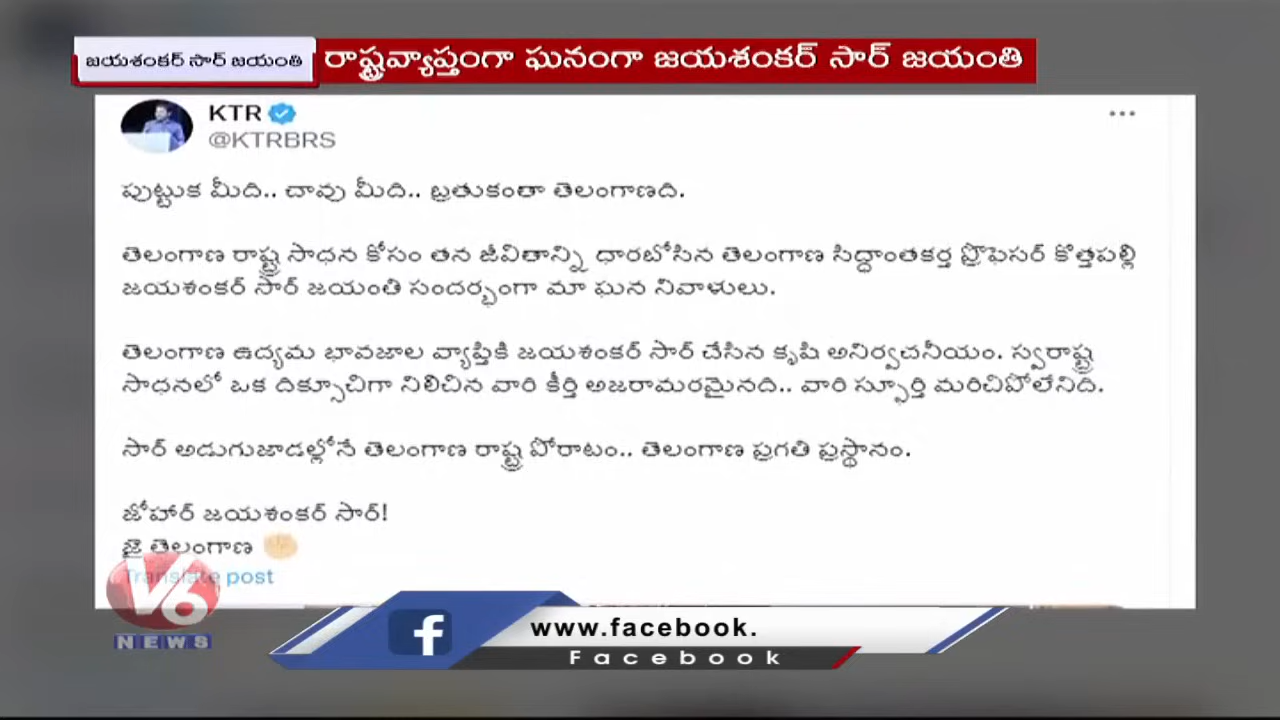 జయశంకర్ సార్ జయంతి
రాష్ట్రవ్యాప్తంగా ఘనంగా జయశంకర్ సార్ జయంతి
KTR
@KTRBRS
పుట్టుక మీది.. చావు మీది.. బ్రతుకంతా తెలంగాణది.
తెలంగాణ రాష్ట్ర సాధన కోసం తన జీవితాన్ని ధారబోసిన తెలంగాణ సిద్ధాంతకర్త ప్రొఫెసర్ కొత్తపల్లి
జయశంకర్ సార్ జయంతి సందర్భంగా మా ఘన నివాళులు.
తెలంగాణ ఉద్యమ భావజాల వ్యాప్తికి జయశంకర్ సార్ చేసిన కృషి అనిర్వచనీయం. స్వరాష్ట్ర
సాధనలో ఒక దిక్సూచిగా నిలిచిన వారి కీర్తి అజరామరమైనది.. వారి స్ఫూర్తి మరిచిపోలేనిది.
సార్ అడుగుజాడల్లోనే తెలంగాణ రాష్ట్ర పోరాటం.. తెలంగాణ ప్రగతి ప్రస్థానం.
జోహార్ జయశంకర్ సార్!
జై తెలంగాణ
Translate post
V6
NEWS
www.facebook.
Facebook